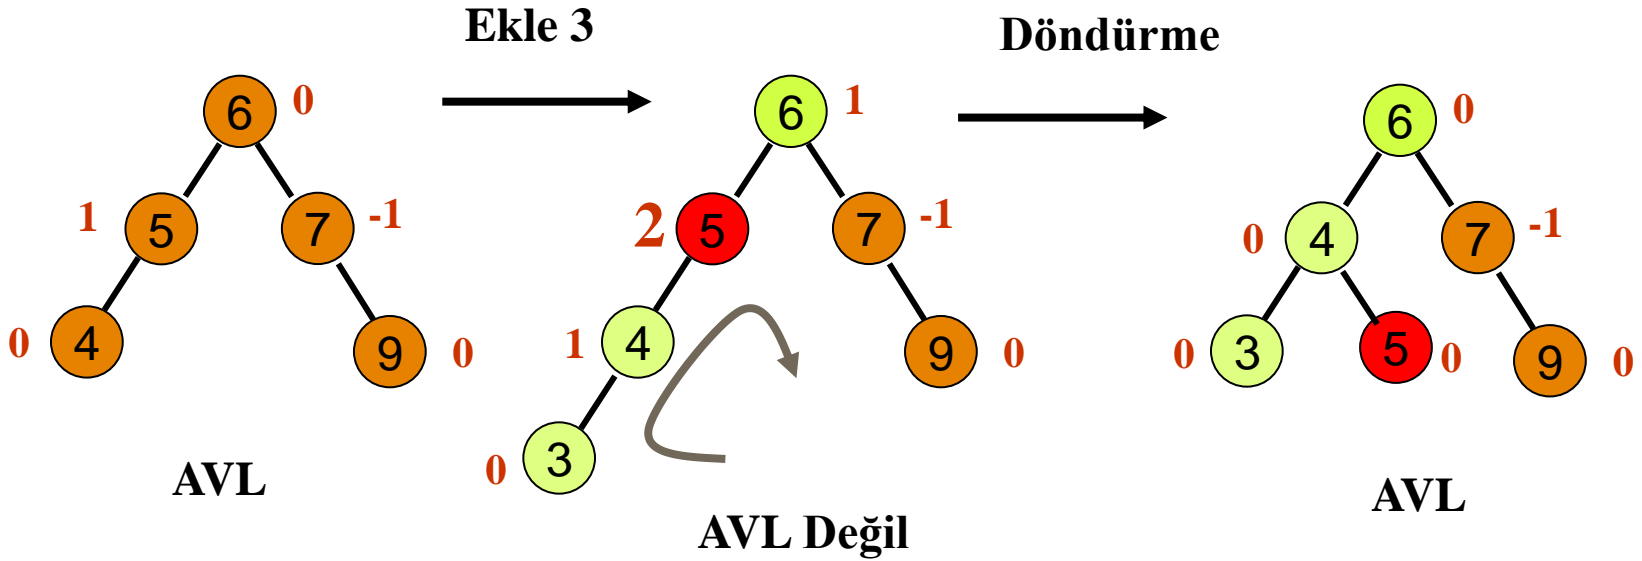 Ekle 3
Döndürme
6 0
1 5 7 -1
0 4 9 0
AVL
6 1
2 5 7 -1
1 4 9 0
0 3
AVL Değil
6 0
0 4 7 -1
0 3 5 0 9 0
AVL